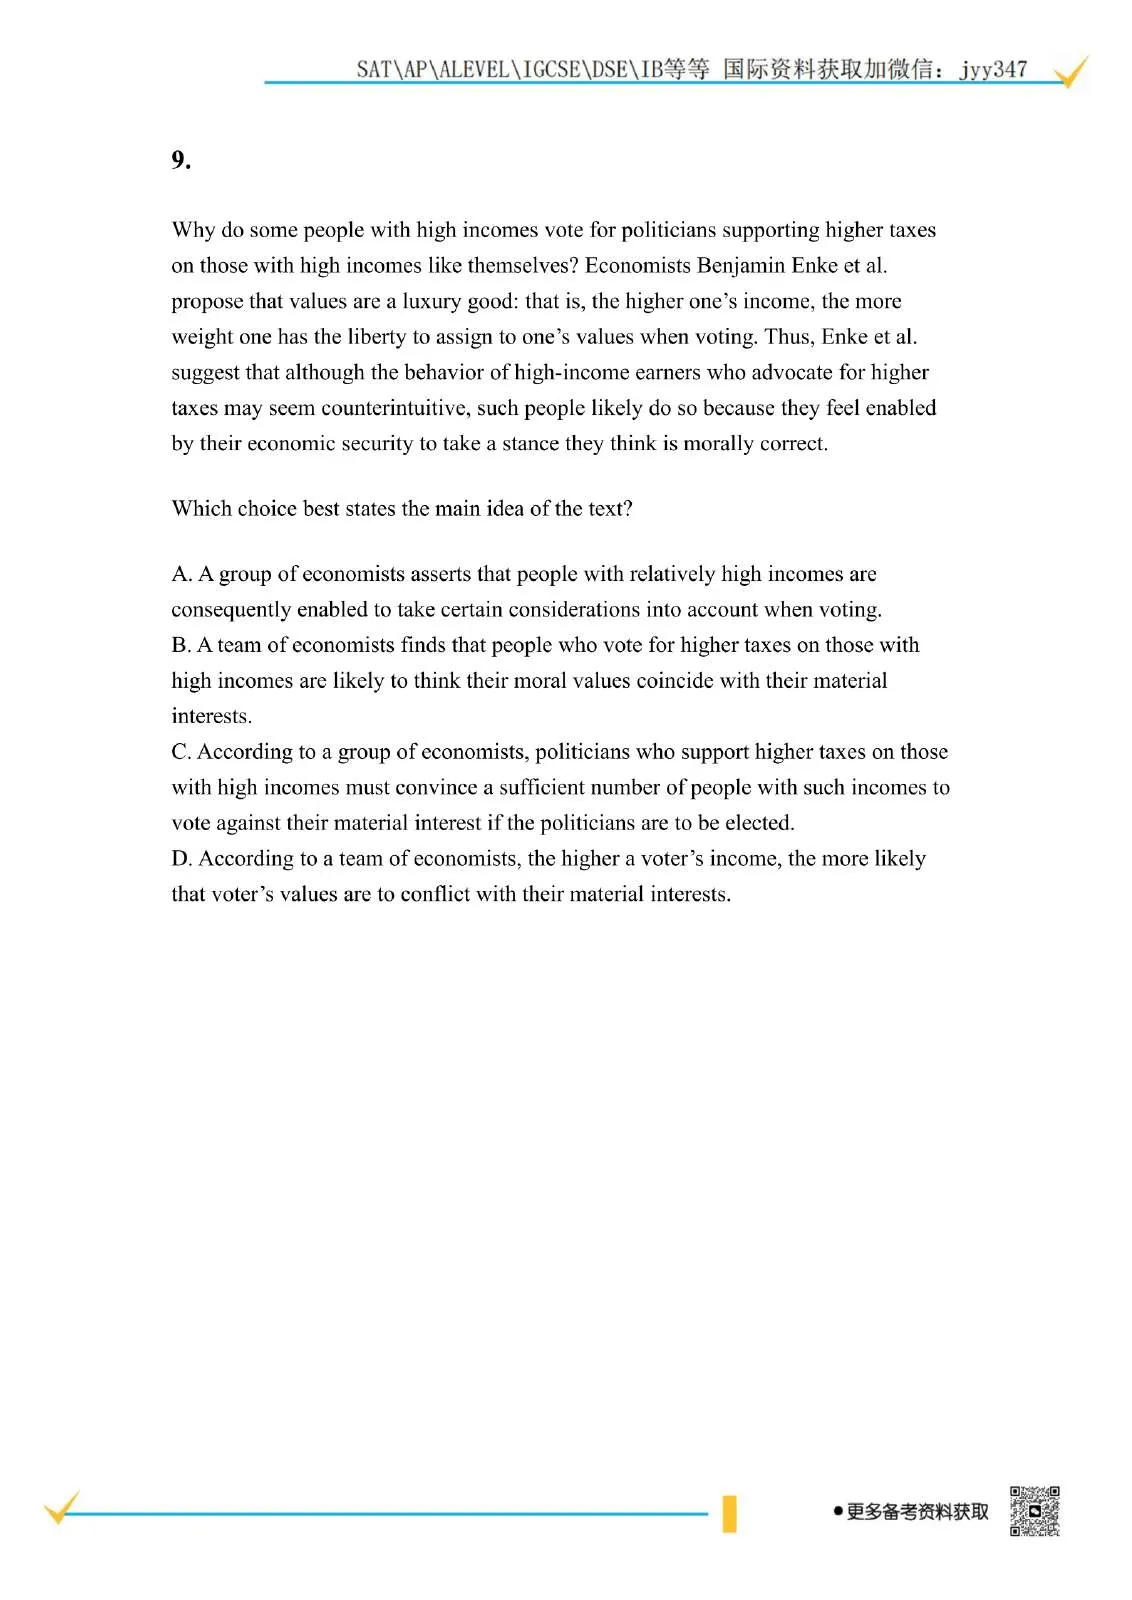 SAT\AP\ALEVEL\IGCSE\DSE\IB等等 国际资料获取加微信：jyy347
9.
Why do some people with high incomes vote for politicians supporting higher taxes
on those with high incomes like themselves? Economists Benjamin Enke et al.
propose that values are a luxury good: that is, the higher one’s income, the more
weight one has the liberty to assign to one’s values when voting. Thus, Enke et al.
suggest that although the behavior of high-income earners who advocate for higher
taxes may seem counterintuitive, such people likely do so because they feel enabled
by their economic security to take a stance they think is morally correct.
Which choice best states the main idea of the text?
A. A group of economists asserts that people with relatively high incomes are
consequently enabled to take certain considerations into account when voting.
B. A team of economists finds that people who vote for higher taxes on those with
high incomes are likely to think their moral values coincide with their material
interests.
C. According to a group of economists, politicians who support higher taxes on those
with high incomes must convince a sufficient number of people with such incomes to
vote against their material interest if the politicians are to be elected.
D. According to a team of economists, the higher a voter’s income, the more likely
that voter’s values are to conflict with their material interests.
●更多备考资料获取